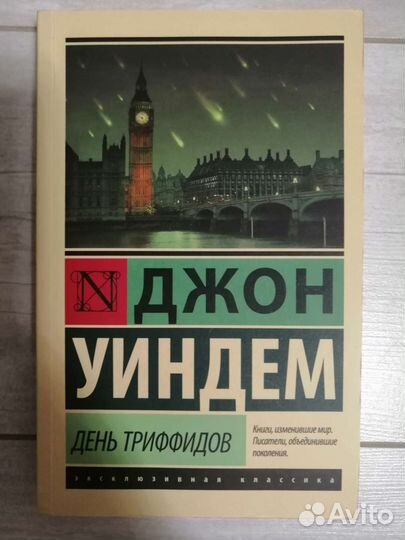 N
ДЖОН
УИНДЕМ
ДЕНЬ ТРИФФИДОВ
Книги, изменившие мир.
Писатели, объединившие
поколения.
эксклюзивная классика
Avito